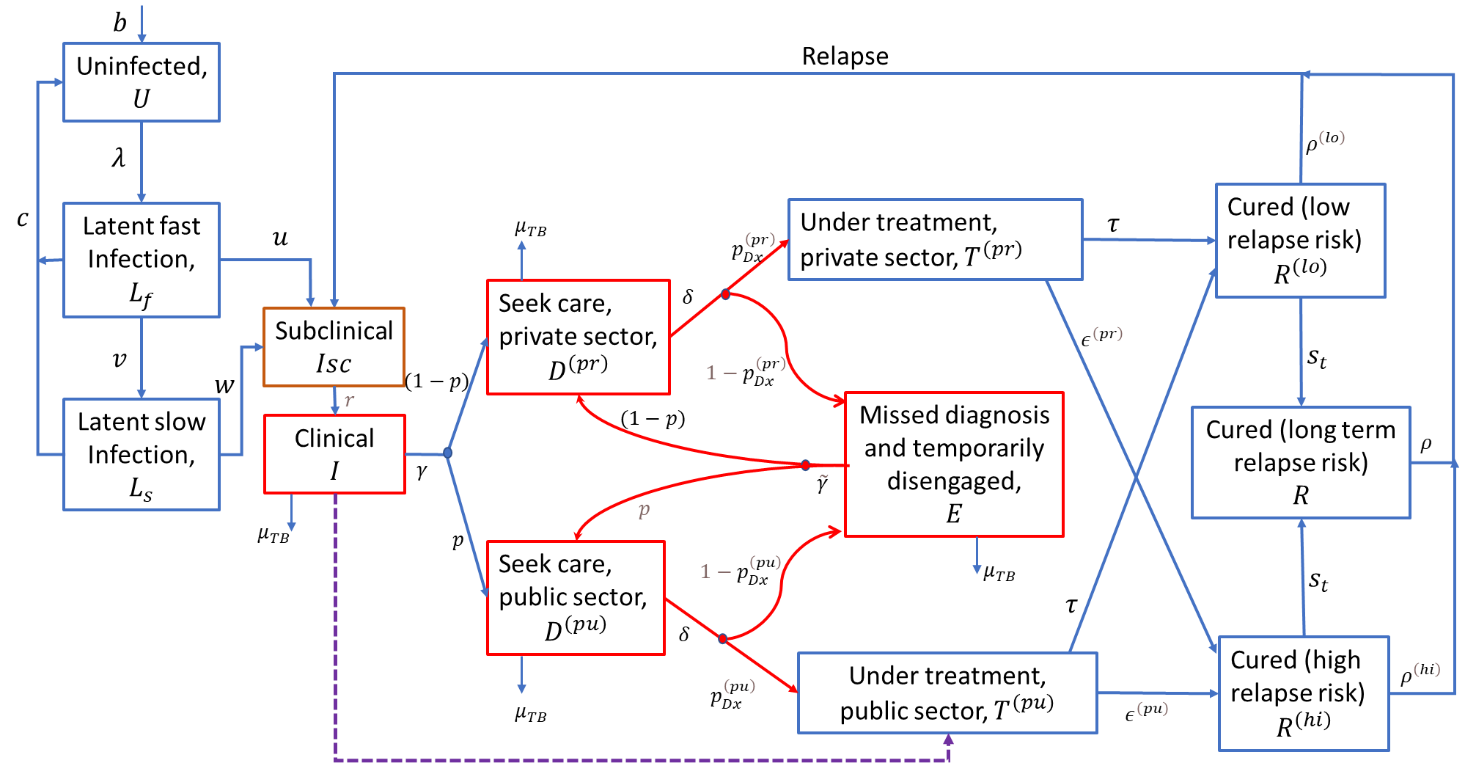 b
Uninfected,
U
λ
c
Latent fast
Infection,
L_f
u
v
Latent slow
Infection,
L_s
w
Relapse
Subclinical
Isc
r
Clinical
I
μ_TB
γ
(1 − p)
p
μ_TB
Seek care,
private sector,
D^(pr)
δ
p_Dx^(pr)
1 − p_Dx^(pr)
(1 − p)
p
γ̃
Seek care,
public sector,
D^(pu)
μ_TB
δ
p_Dx^(pu)
1 − p_Dx^(pu)
Missed diagnosis
and temporarily
disengaged,
E
μ_TB
Under treatment,
private sector, T^(pr)
τ
ϵ^(pr)
Under treatment,
public sector, T^(pu)
τ
ϵ^(pu)
ρ^(lo)
Cured (low
relapse risk)
R^(lo)
s_t
Cured (long term
relapse risk)
R
ρ
s_t
Cured (high
relapse risk)
R^(hi)
ρ^(hi)